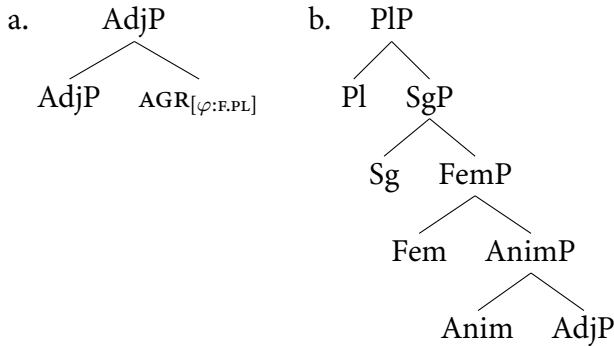 a. AdjP b. PlP
AdjP AGR[φ:F.PL] Pl SgP
Sg FemP
Fem AnimP
Anim AdjP